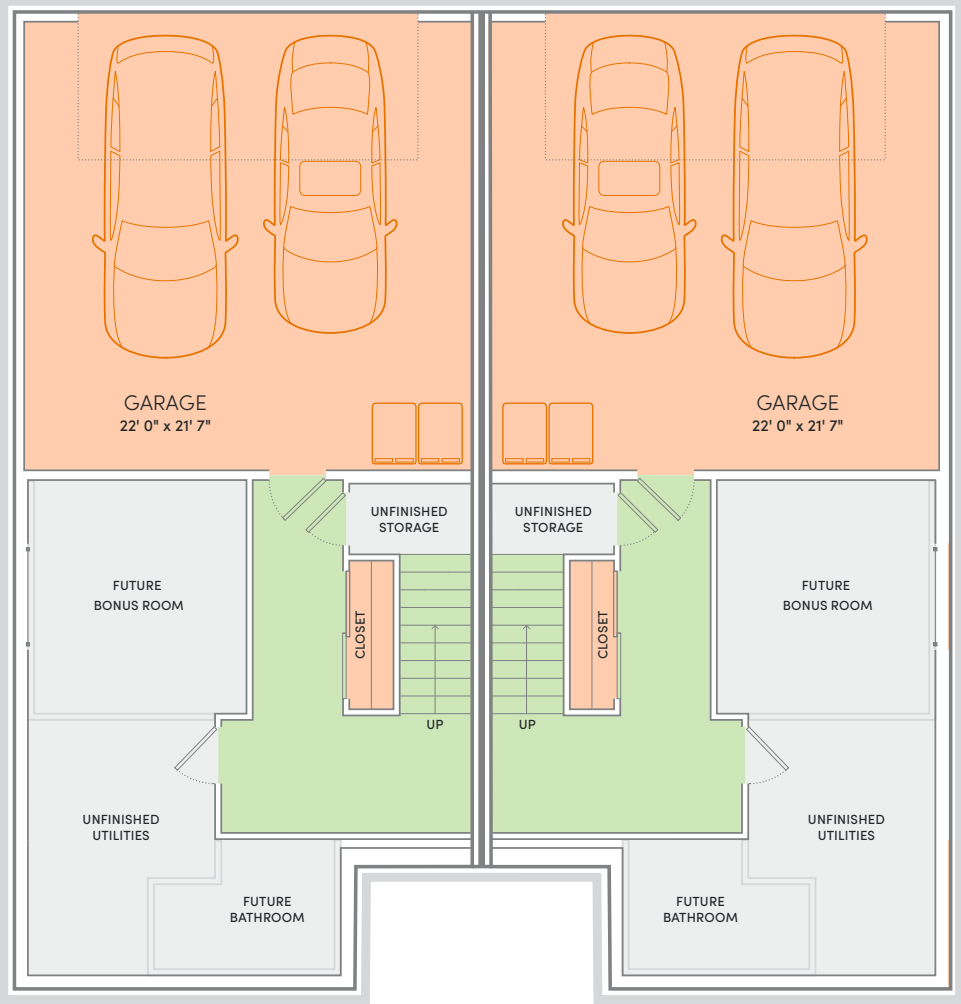 GARAGE
22' 0" x 21' 7"
GARAGE
22' 0" x 21' 7"
UNFINISHED
STORAGE
UNFINISHED
STORAGE
FUTURE
BONUS ROOM
CLOSET
CLOSET
FUTURE
BONUS ROOM
UP
UP
UNFINISHED
UTILITIES
UNFINISHED
UTILITIES
FUTURE
BATHROOM
FUTURE
BATHROOM